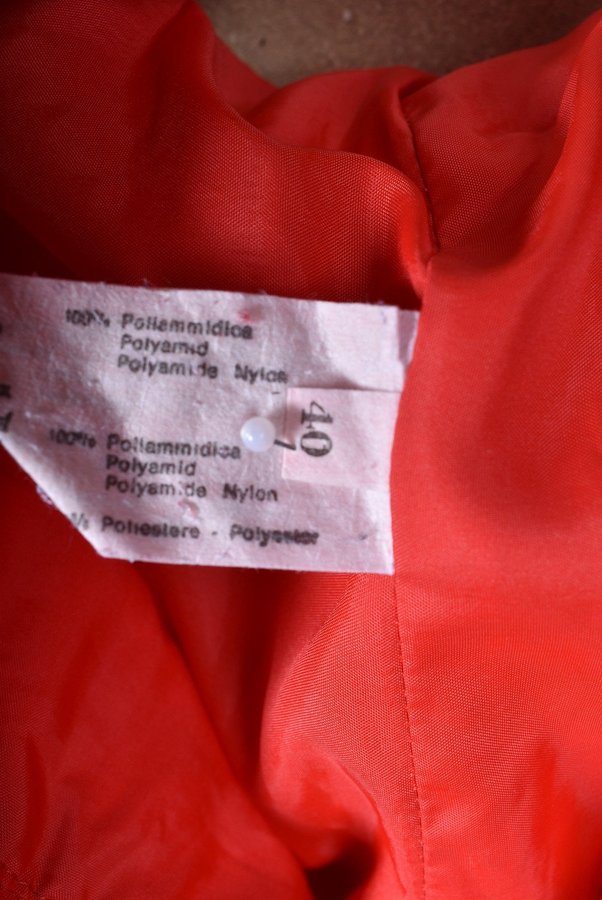 100% Poliammidica
Polyamid
Polyamide Nylon
40
100% Poliammidica
Polyamid
Polyamide Nylon
% Poliestere - Polyester